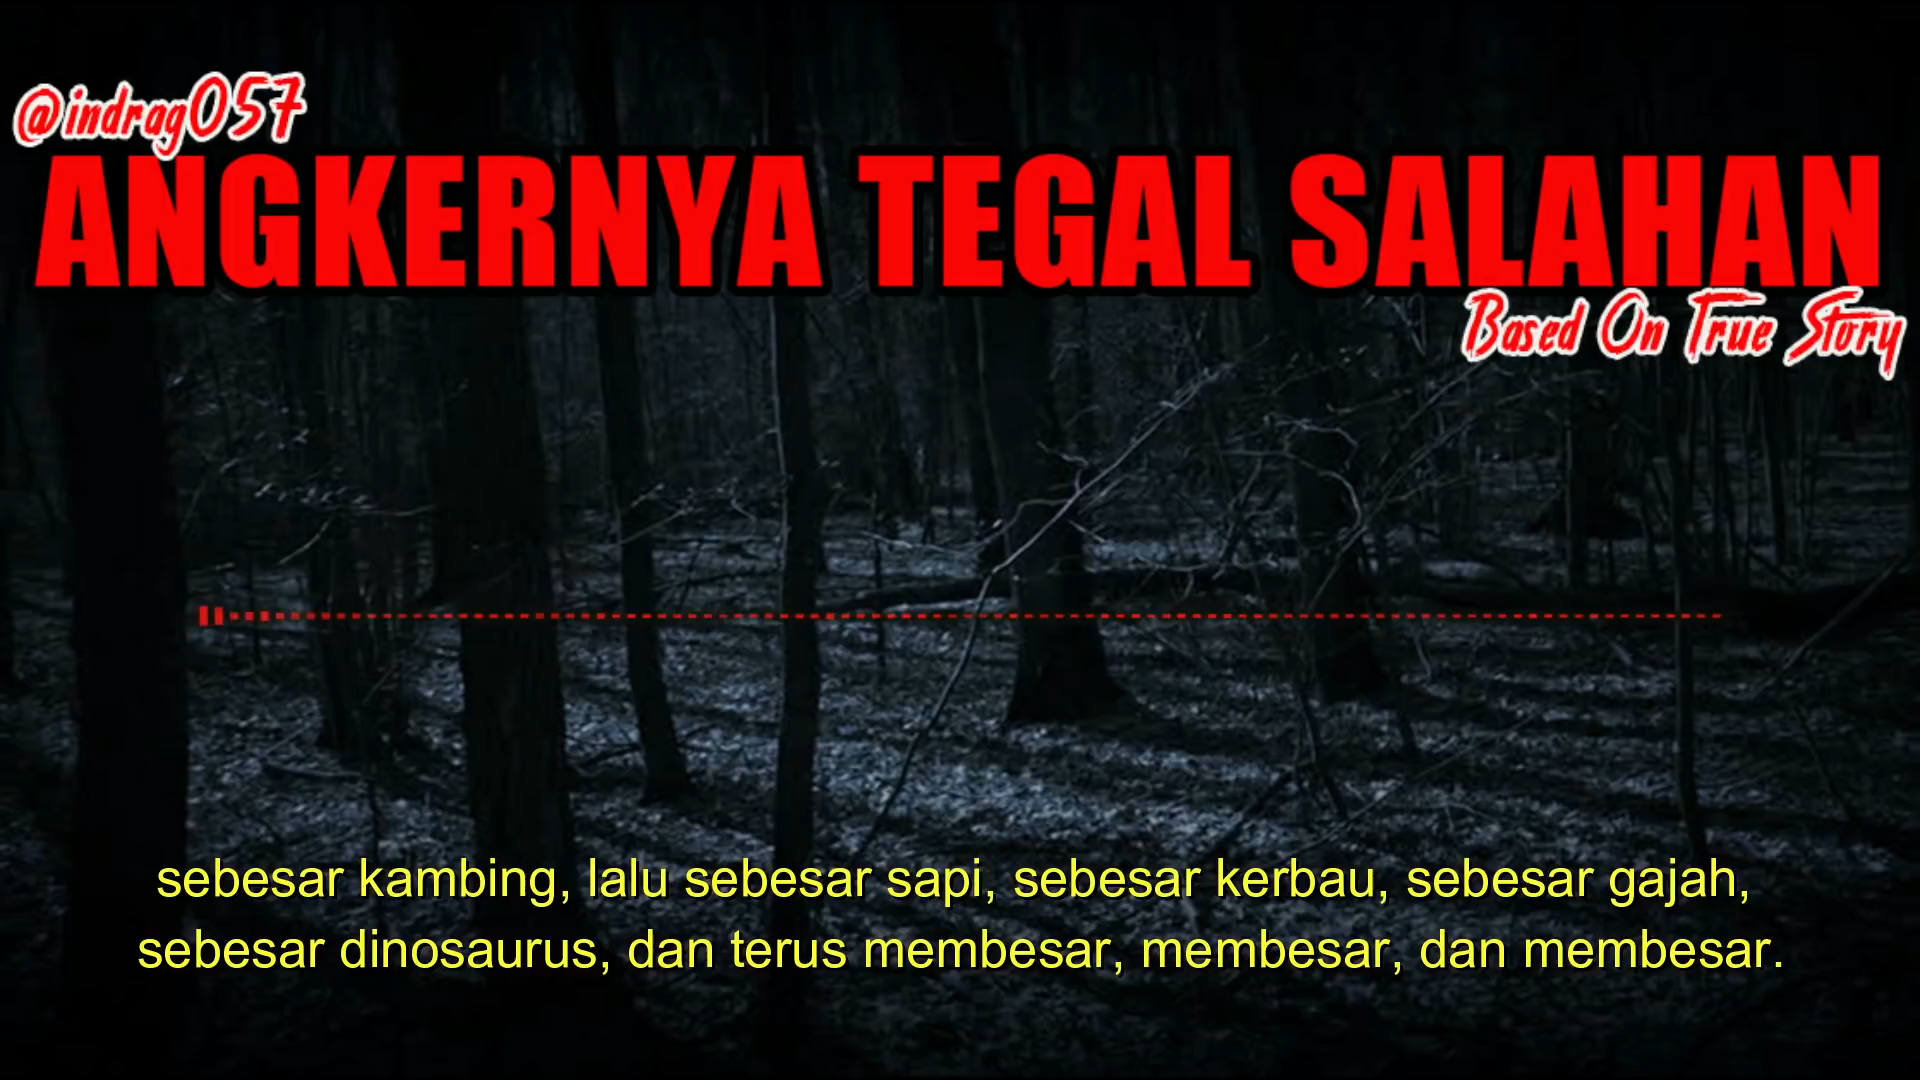 @indrag057
ANGKERNYA TEGAL SALAHAN
Based On True Story
sebesar kambing, lalu sebesar sapi, sebesar kerbau, sebesar gajah,
sebesar dinosaurus, dan terus membesar, membesar, dan membesar.